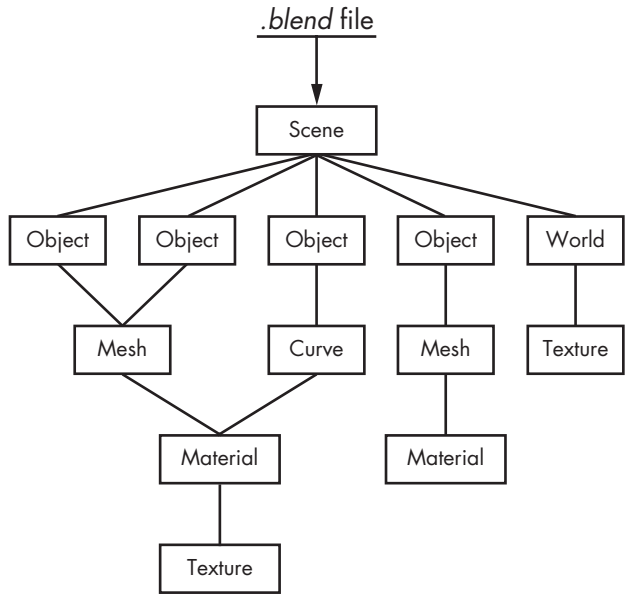 .blend file
Scene
Object Object Object Object World
Mesh Curve Mesh Texture
Material Material
Texture